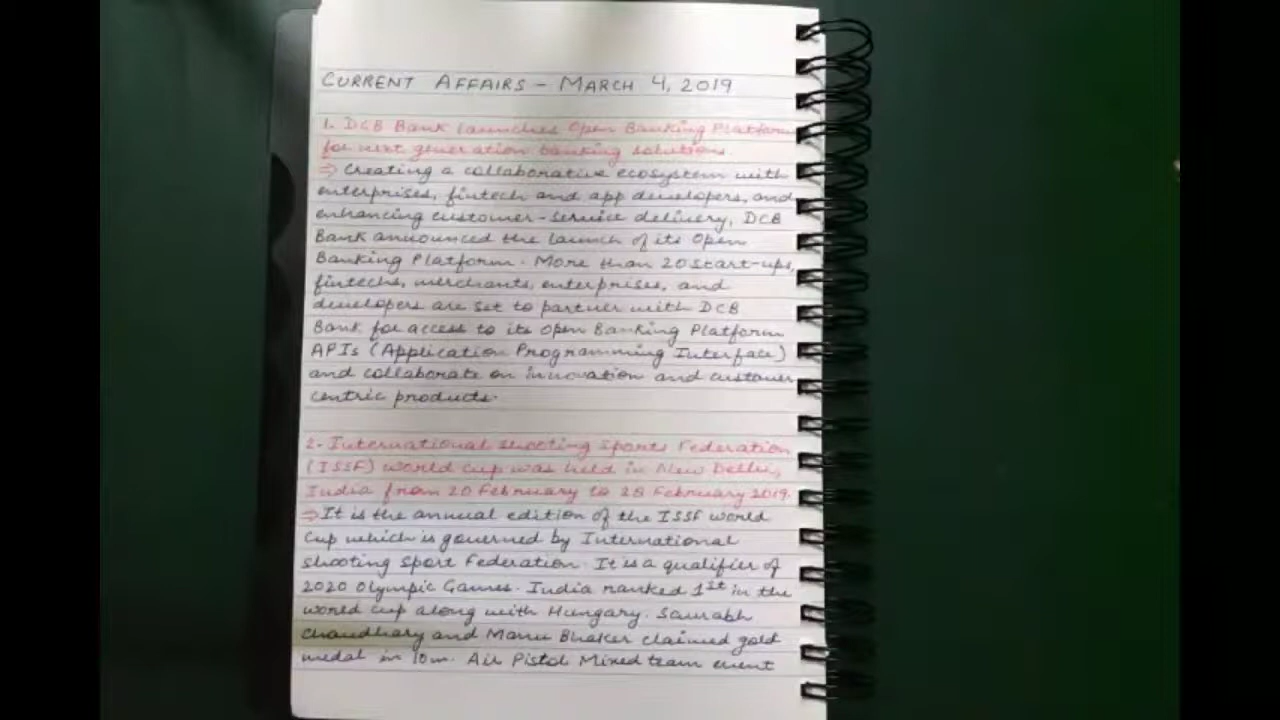 CURRENT AFFAIRS - MARCH 4, 2019
1. DCB Bank launches Open Banking Platform
for next generation banking solutions.
⇒ Creating a collaborative ecosystem with
enterprises, fintech and app developers, and
enhancing customer-service delivery, DCB
Bank announced the launch of its Open
Banking Platform. More than 20 start-ups,
fintechs, merchants, enterprises, and
developers are set to partner with DCB
Bank for access to its Open Banking Platform
APIs (Application Programming Interface)
and collaborate on innovation and customer
centric products.
2. International shooting Sports Federation
(ISSF) world cup was held in New Delhi,
India from 20 February to 28 February 2019.
⇒ It is the annual edition of the ISSF world
cup which is governed by International
shooting sport Federation. It is a qualifier of
2020 Olympic Games. India ranked 1st in the
world cup along with Hungary. Saurabh
Chaudhary and Manu Bhaker claimed gold
medal in 10m. Air Pistol Mixed team event